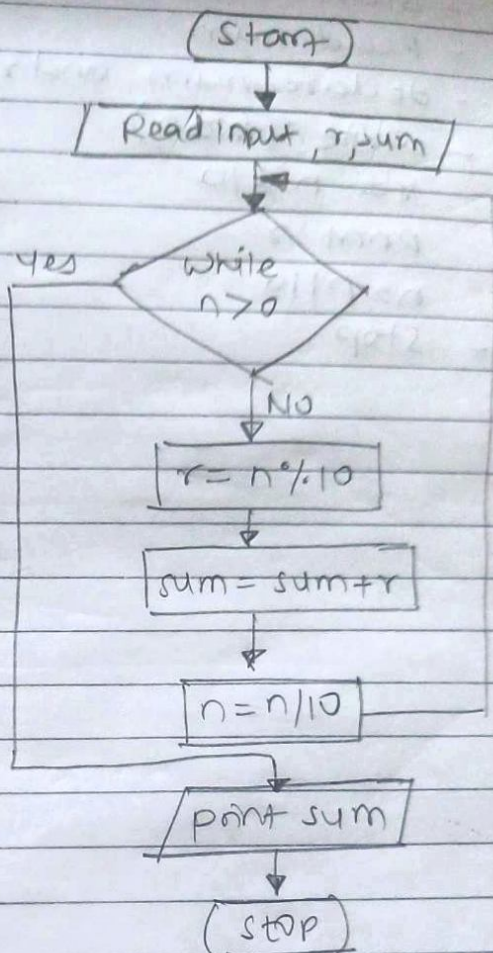 Start
Read input, r, sum
Yes
while
n>0
NO
r = n%10
sum = sum+r
n = n/10
print sum
stop